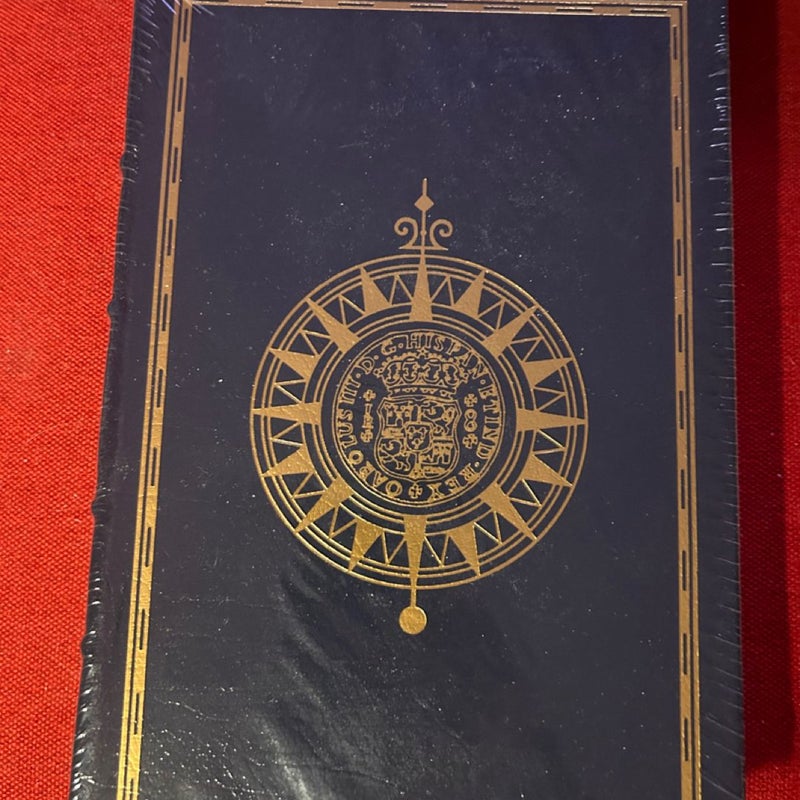 CAROLUS III · D · G · HISPAN · ET IND · REX